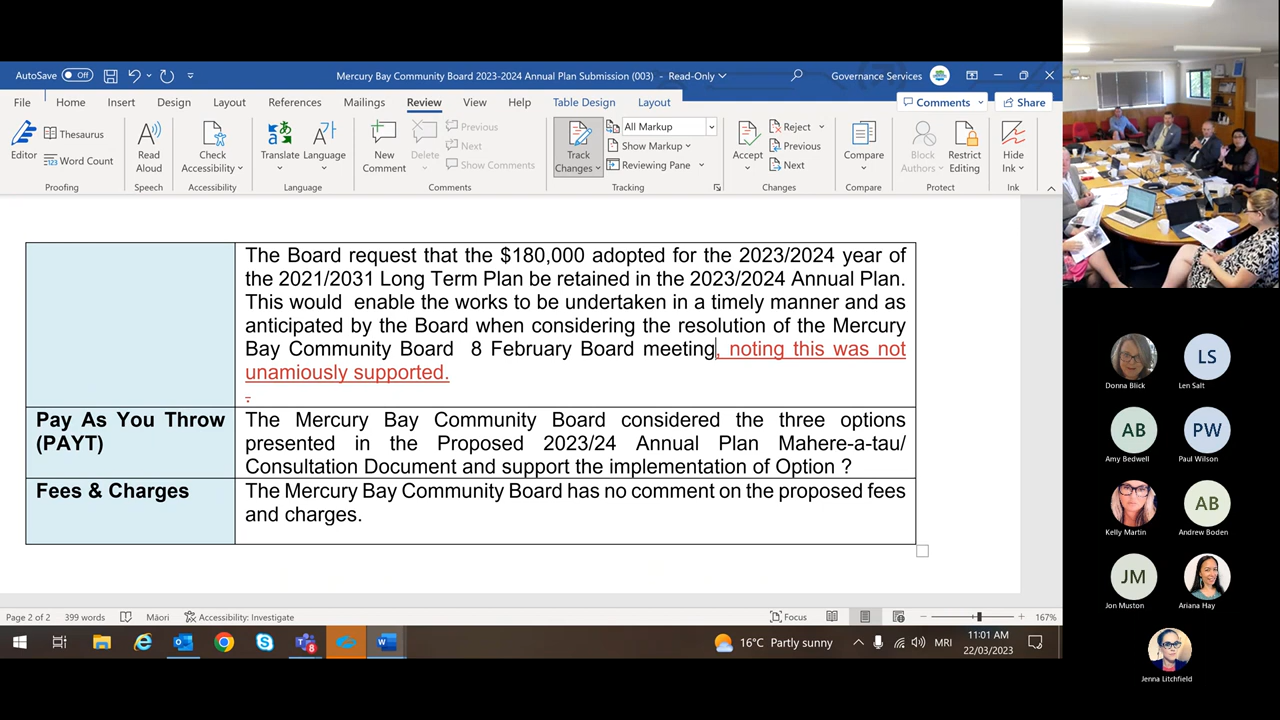 AutoSave Off
Mercury Bay Community Board 2023-2024 Annual Plan Submission (003) - Read-Only
Governance Services
File Home Insert Design Layout References Mailings Review View Help Table Design Layout
Comments Share
Editor
Thesaurus
Word Count
Proofing
Read Aloud
Speech
Check Accessibility
Accessibility
Translate Language
Language
New Comment
Delete
Previous
Next
Show Comments
Comments
Track Changes
All Markup
Show Markup
Reviewing Pane
Tracking
Accept
Reject
Previous
Next
Changes
Compare
Compare
Block Authors
Restrict Editing
Protect
Hide Ink
Ink
The Board request that the $180,000 adopted for the 2023/2024 year of
the 2021/2031 Long Term Plan be retained in the 2023/2024 Annual Plan.
This would enable the works to be undertaken in a timely manner and as
anticipated by the Board when considering the resolution of the Mercury
Bay Community Board 8 February Board meeting, noting this was not
unamiously supported.
.
Pay As You Throw
(PAYT)
The Mercury Bay Community Board considered the three options
presented in the Proposed 2023/24 Annual Plan Mahere-a-tau/
Consultation Document and support the implementation of Option ?
Fees & Charges
The Mercury Bay Community Board has no comment on the proposed fees
and charges.
Page 2 of 2 399 words Māori Accessibility: Investigate
Focus
167%
8
16°C Partly sunny
MRI
11:01 AM
22/03/2023
Donna Blick
LS
Len Salt
AB
Amy Bedwell
PW
Paul Wilson
Kelly Martin
AB
Andrew Boden
JM
Jon Muston
Ariana Hay
Jenna Litchfield